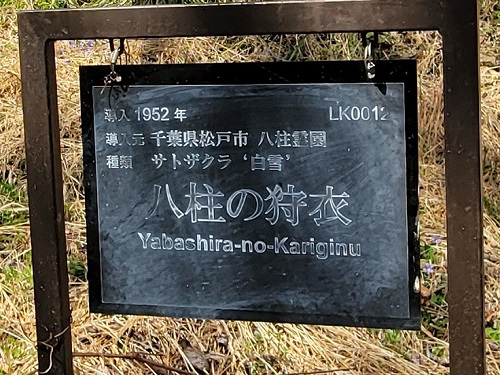 導入 1952 年 LK0012
導入元 千葉県松戸市 八柱霊園
種類 サトザクラ ‘白雪’
八柱の狩衣
Yabashira-no-Kariginu